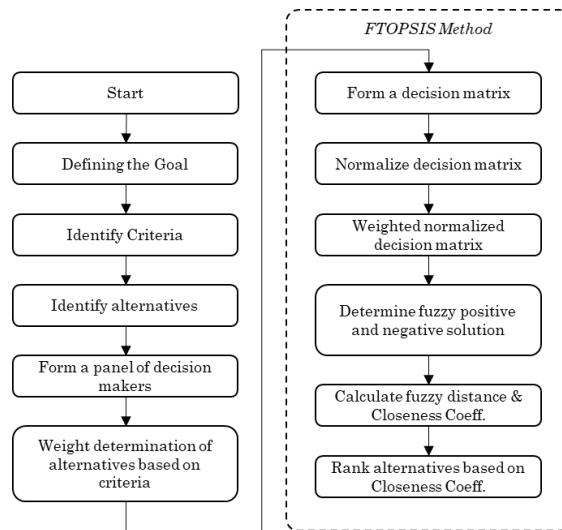 Start
Defining the Goal
Identify Criteria
Identify alternatives
Form a panel of decision
makers
Weight determination of
alternatives based on
criteria
FTOPSIS Method
Form a decision matrix
Normalize decision matrix
Weighted normalized
decision matrix
Determine fuzzy positive
and negative solution
Calculate fuzzy distance &
Closeness Coeff.
Rank alternatives based on
Closeness Coeff.